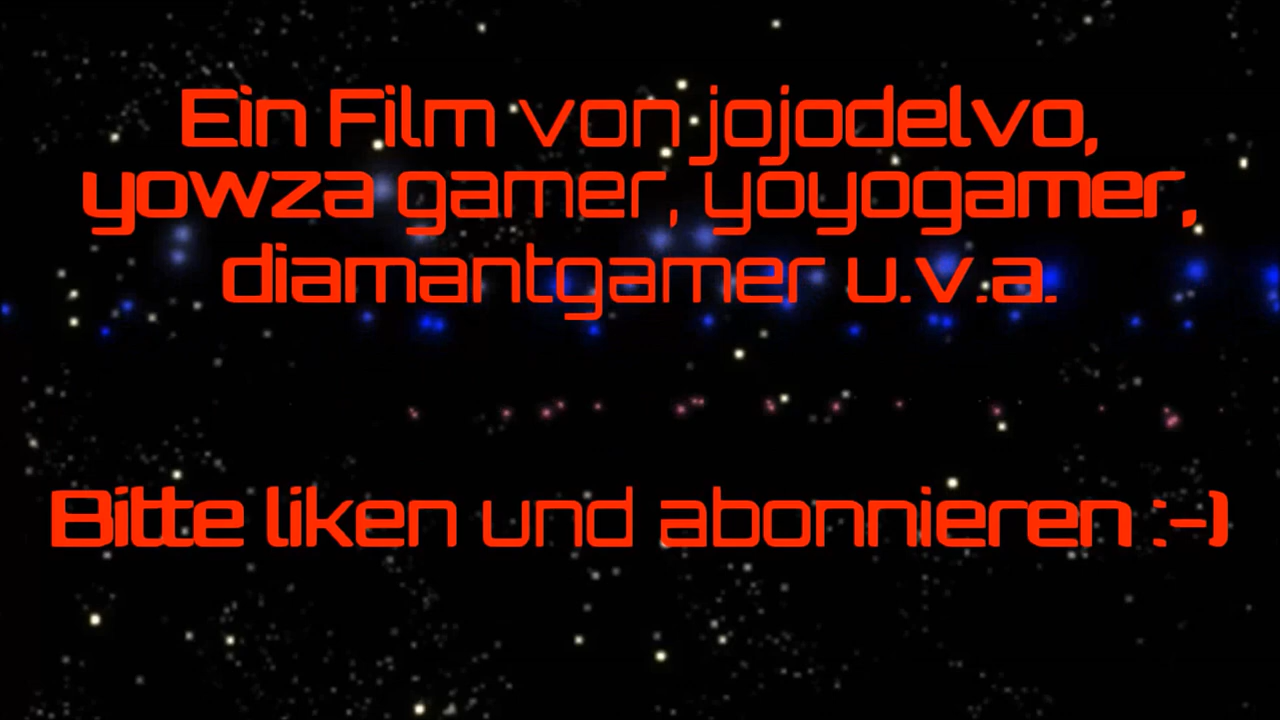 Ein Film von jojodelvo,
yowza gamer, yoyogamer,
diamantgamer u.v.a.
Bitte liken und abonnieren :-)